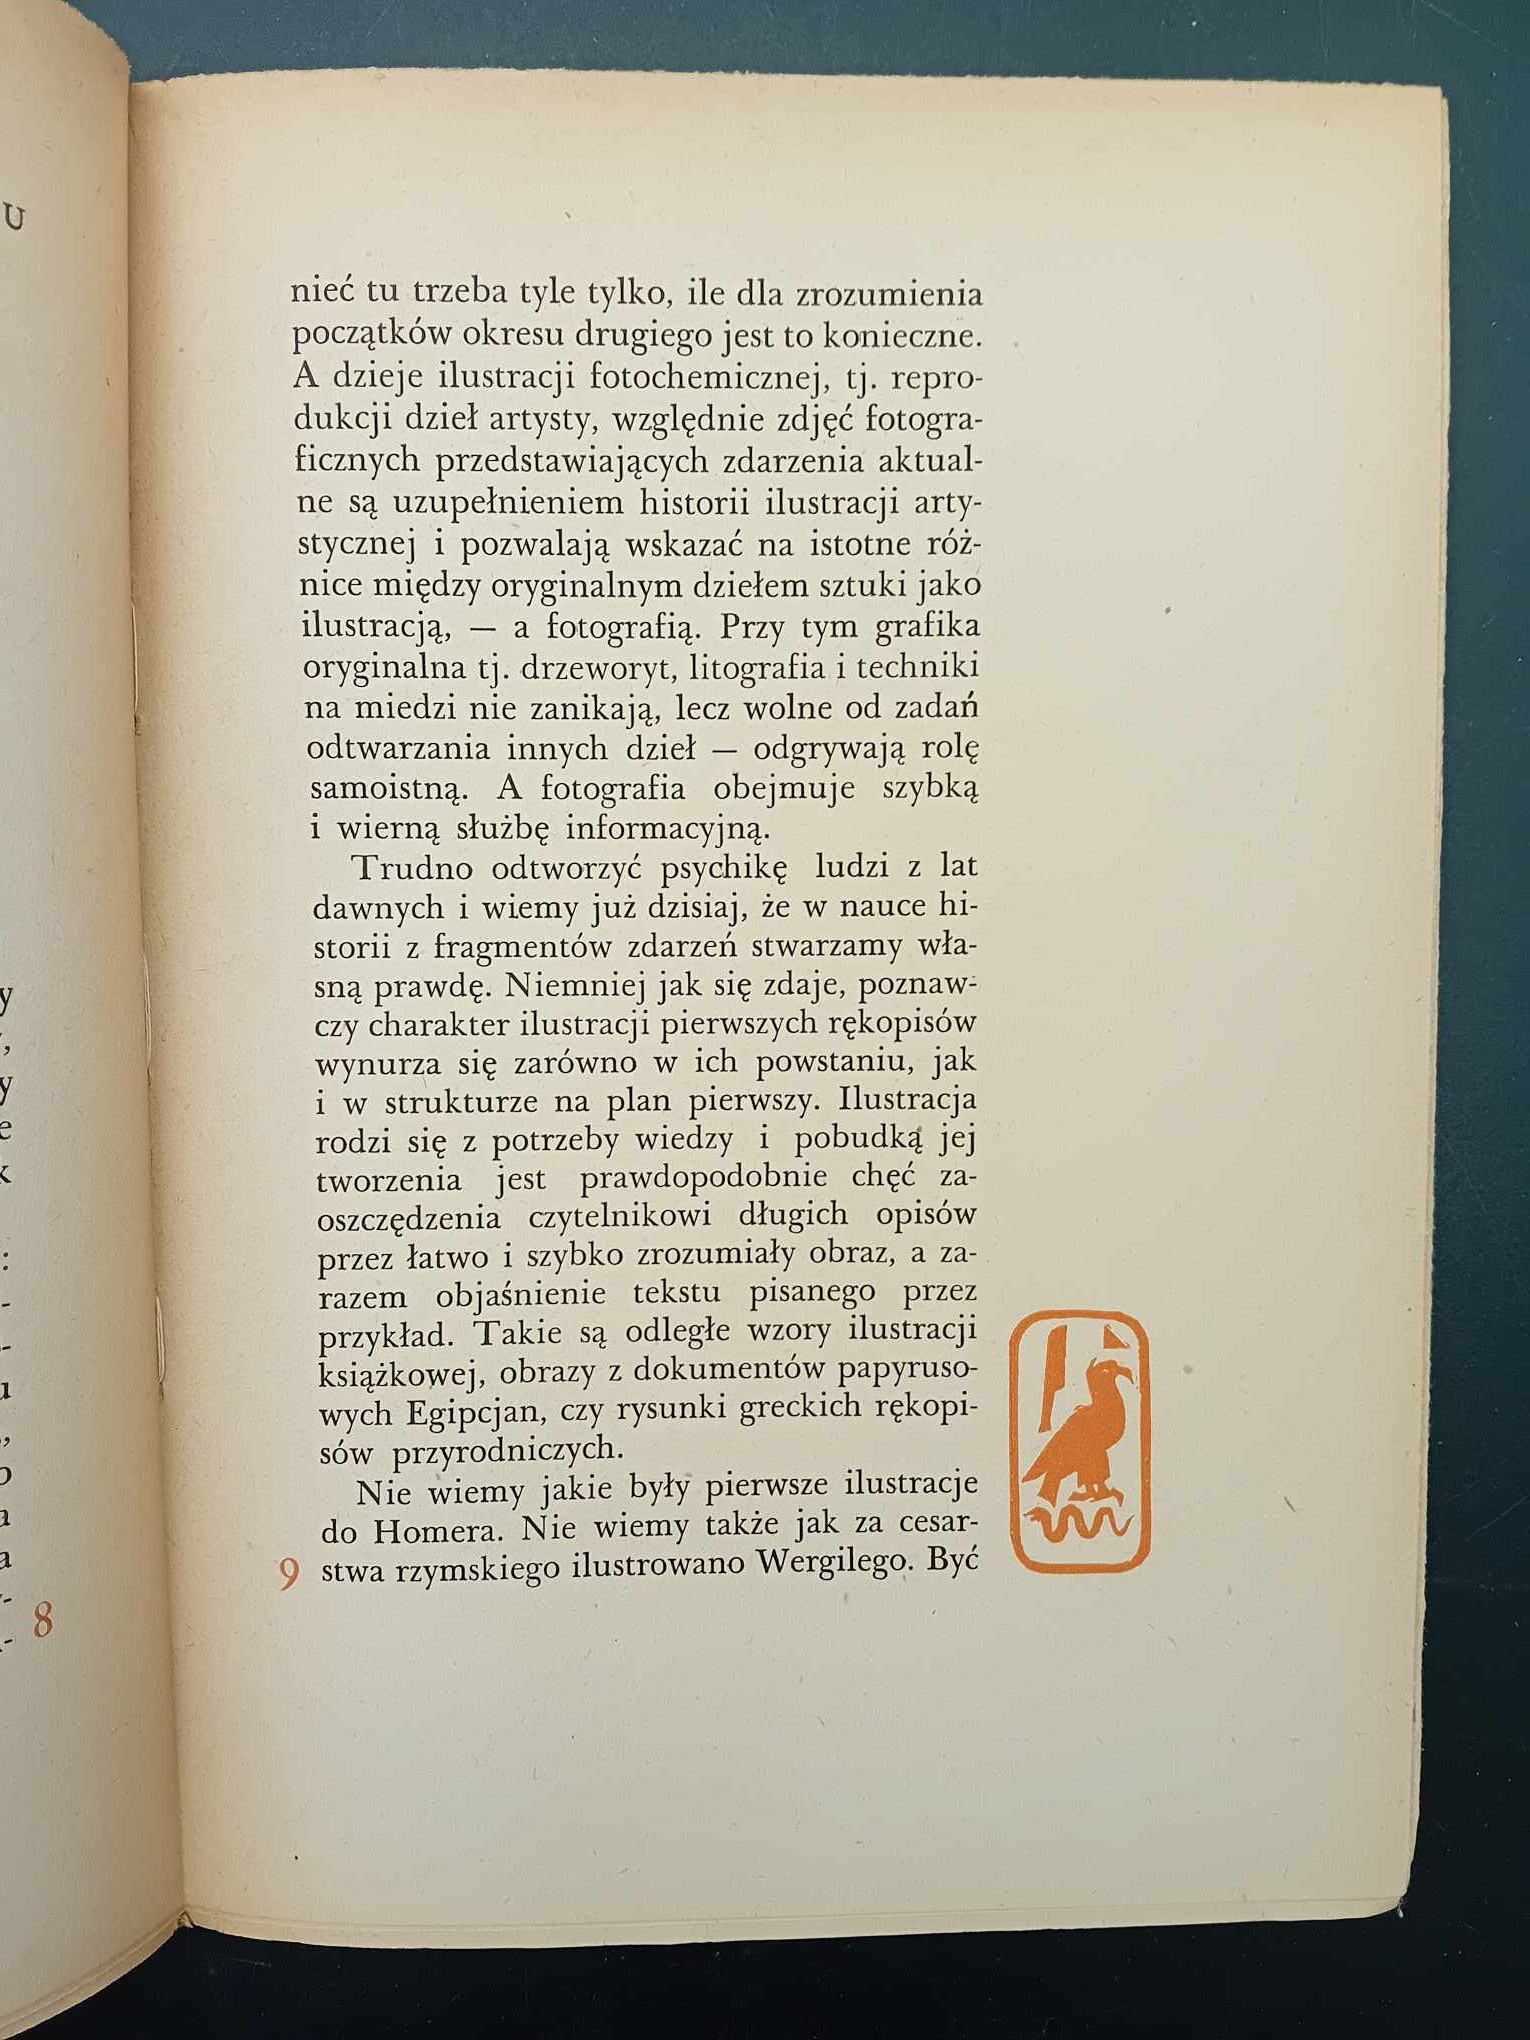 U
8
nieć tu trzeba tyle tylko, ile dla zrozumienia
początków okresu drugiego jest to konieczne.
A dzieje ilustracji fotochemicznej, tj. repro-
dukcji dzieł artysty, względnie zdjęć fotogra-
ficznych przedstawiających zdarzenia aktual-
ne są uzupełnieniem historii ilustracji arty-
stycznej i pozwalają wskazać na istotne róż-
nice między oryginalnym dziełem sztuki jako
ilustracją, — a fotografią. Przy tym grafika
oryginalna tj. drzeworyt, litografia i techniki
na miedzi nie zanikają, lecz wolne od zadań
odtwarzania innych dzieł — odgrywają rolę
samoistną. A fotografia obejmuje szybką
i wierną służbę informacyjną.
Trudno odtworzyć psychikę ludzi z lat
dawnych i wiemy już dzisiaj, że w nauce hi-
storii z fragmentów zdarzeń stwarzamy wła-
sną prawdę. Niemniej jak się zdaje, poznaw-
czy charakter ilustracji pierwszych rękopisów
wynurza się zarówno w ich powstaniu, jak
i w strukturze na plan pierwszy. Ilustracja
rodzi się z potrzeby wiedzy i pobudką jej
tworzenia jest prawdopodobnie chęć za-
oszczędzenia czytelnikowi długich opisów
przez łatwo i szybko zrozumiały obraz, a za-
razem objaśnienie tekstu pisanego przez
przykład. Takie są odległe wzory ilustracji
książkowej, obrazy z dokumentów papyruso-
wych Egipcjan, czy rysunki greckich rękopi-
sów przyrodniczych.
Nie wiemy jakie były pierwsze ilustracje
do Homera. Nie wiemy także jak za cesar-
9 stwa rzymskiego ilustrowano Wergilego. Być